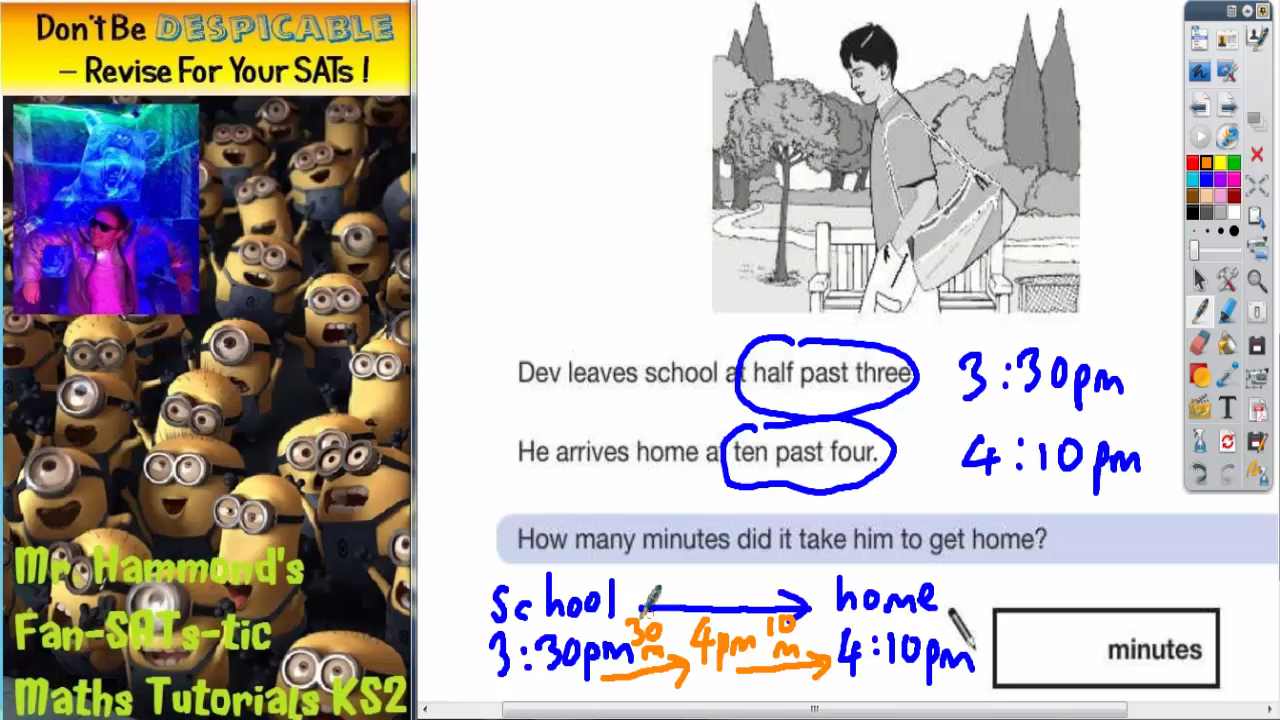 Don't Be DESPICABLE
– Revise For Your SATs !
Mr. Hammond's
Fan-SATs-tic
Maths Tutorials KS2
Dev leaves school at half past three
3:30pm
He arrives home at ten past four.
4:10pm
How many minutes did it take him to get home?
school home
3:30pm 30 m 4pm 10 m 4:10pm
minutes